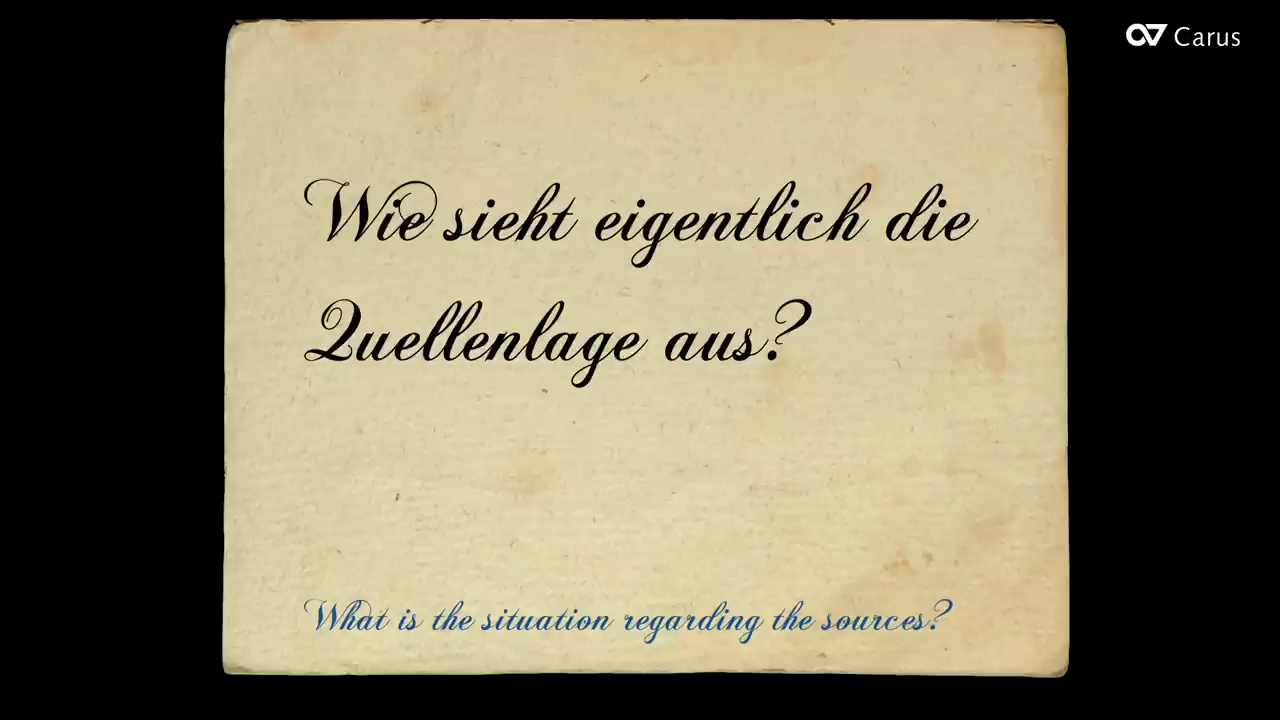 Carus
Wie sieht eigentlich die
Quellenlage aus?
What is the situation regarding the sources?